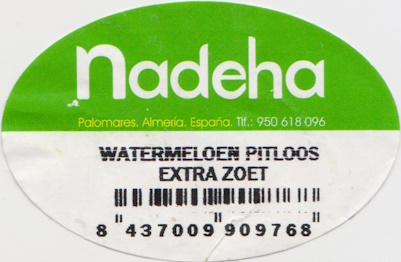 nadeha
Palomares. Almería. España. Tlf.: 950 618 096
WATERMELOEN PITLOOS
EXTRA ZOET
8 437009 909768